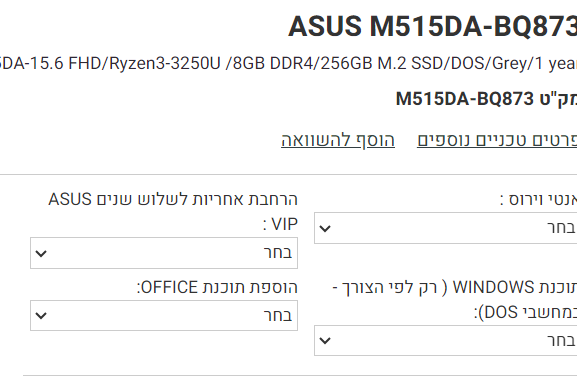 ASUS M515DA-BQ873
DA-15.6 FHD/Ryzen3-3250U /8GB DDR4/256GB M.2 SSD/DOS/Grey/1 year
מק"ט M515DA-BQ873
פרטים טכניים נוספים
הוסף להשוואה
אנטי וירוס :
בחר
הרחבת אחריות לשלוש שנים ASUS
VIP :
בחר
תוכנת WINDOWS ( רק לפי הצורך -
במחשבי DOS):
בחר
הוספת תוכנת OFFICE:
בחר